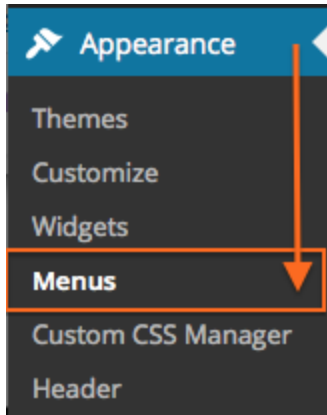 Appearance
Themes
Customize
Widgets
Menus
Custom CSS Manager
Header